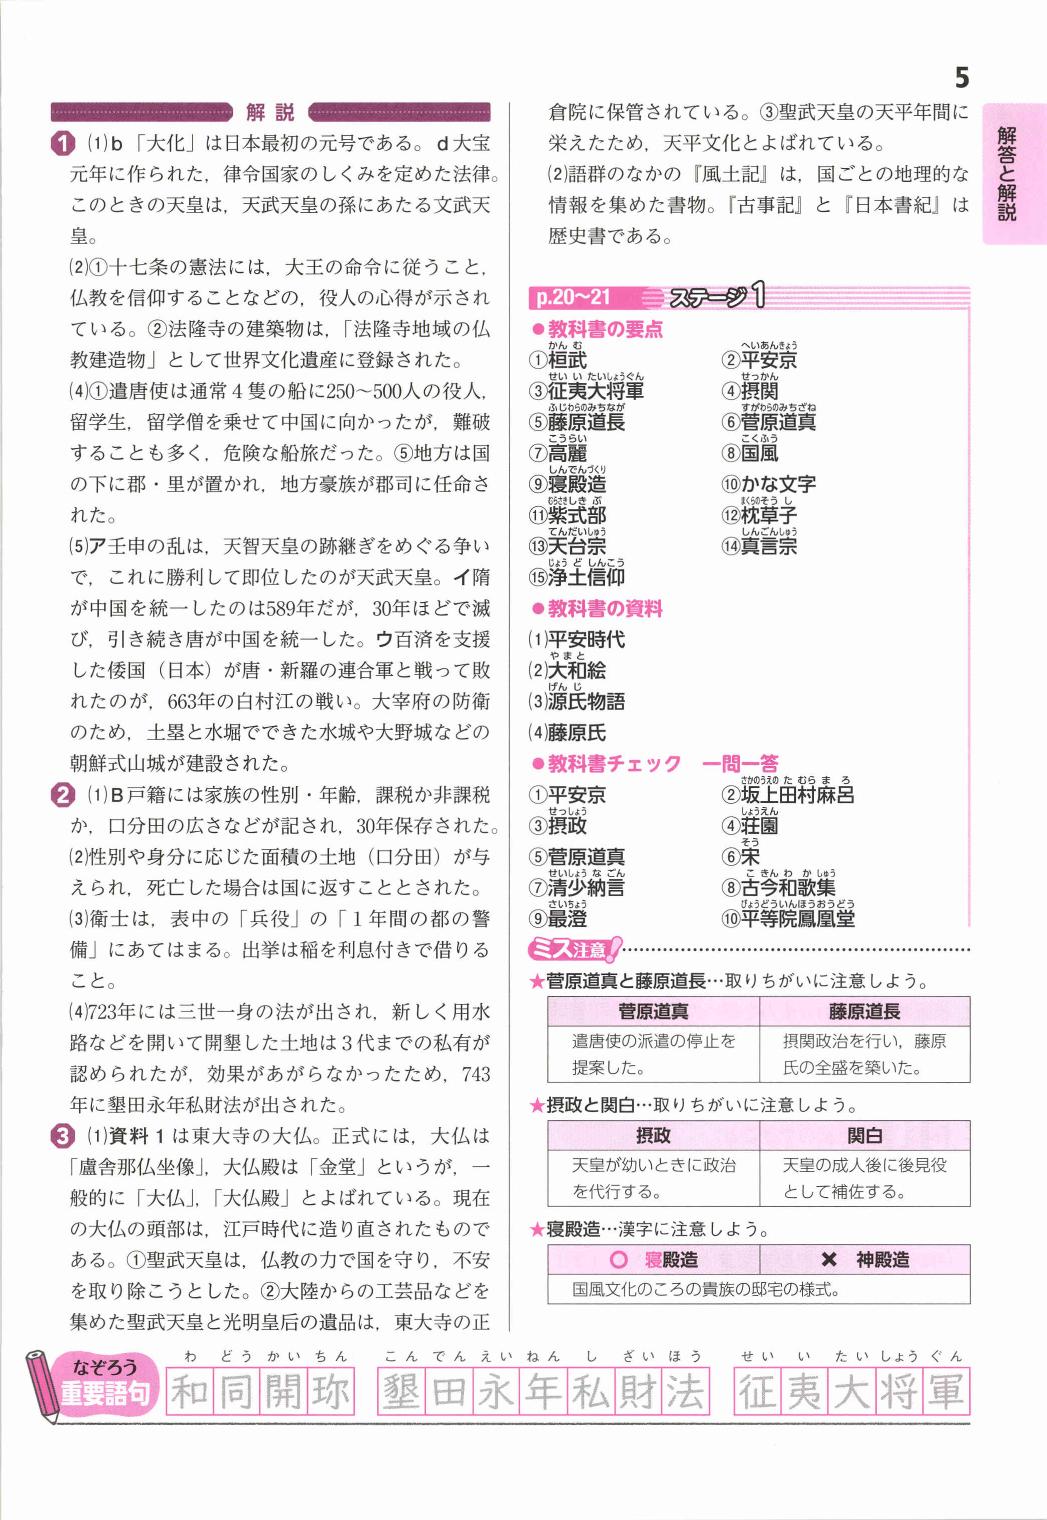 5
解答と解説
解説
❶ ⑴b 「大化」は日本最初の元号である。d大宝
元年に作られた，律令国家のしくみを定めた法律。
このときの天皇は，天武天皇の孫にあたる文武天
皇。
⑵①十七条の憲法には，大王の命令に従うこと，
仏教を信仰することなどの，役人の心得が示され
ている。②法隆寺の建築物は，「法隆寺地域の仏
教建造物」として世界文化遺産に登録された。
⑷①遣唐使は通常４隻の船に250～500人の役人，
留学生，留学僧を乗せて中国に向かったが，難破
することも多く，危険な船旅だった。⑤地方は国
の下に郡・里が置かれ，地方豪族が郡司に任命さ
れた。
⑸ア壬申の乱は，天智天皇の跡継ぎをめぐる争い
で，これに勝利して即位したのが天武天皇。イ隋
が中国を統一したのは589年だが，30年ほどで滅
び，引き続き唐が中国を統一した。ウ百済を支援
した倭国（日本）が唐・新羅の連合軍と戦って敗
れたのが，663年の白村江の戦い。大宰府の防衛
のため，土塁と水堀でできた水城や大野城などの
朝鮮式山城が建設された。
❷ ⑴B戸籍には家族の性別・年齢，課税か非課税
か，口分田の広さなどが記され，30年保存された。
⑵性別や身分に応じた面積の土地（口分田）が与
えられ，死亡した場合は国に返すこととされた。
⑶衛士は，表中の「兵役」の「１年間の都の警
備」にあてはまる。出挙は稲を利息付きで借りる
こと。
⑷723年には三世一身の法が出され，新しく用水
路などを開いて開墾した土地は３代までの私有が
認められたが，効果があがらなかったため，743
年に墾田永年私財法が出された。
❸ ⑴資料１は東大寺の大仏。正式には，大仏は
「盧舎那仏坐像」，大仏殿は「金堂」というが，一
般的に「大仏」，「大仏殿」とよばれている。現在
の大仏の頭部は，江戸時代に造り直されたもので
ある。①聖武天皇は，仏教の力で国を守り，不安
を取り除こうとした。②大陸からの工芸品などを
集めた聖武天皇と光明皇后の遺品は，東大寺の正
倉院に保管されている。③聖武天皇の天平年間に
栄えたため，天平文化とよばれている。
⑵語群のなかの『風土記』は，国ごとの地理的な
情報を集めた書物。『古事記』と『日本書紀』は
歴史書である。
p.20～21 ステージ1
●教科書の要点
かん む へいあんきょう
①桓武 ②平安京
せい い たいしょうぐん せっかん
③征夷大将軍 ④摂関
ふじわらのみちなが すがわらのみちざね
⑤藤原道長 ⑥菅原道真
こうらい こくふう
⑦高麗 ⑧国風
しんでんづくり
⑨寝殿造 ⑩かな文字
むらさきしき ぶ まくらのそう し
⑪紫式部 ⑫枕草子
てんだいしゅう しんごんしゅう
⑬天台宗 ⑭真言宗
じょう ど しんこう
⑮浄土信仰
●教科書の資料
⑴平安時代
やまと
⑵大和絵
げん じ
⑶源氏物語
⑷藤原氏
●教科書チェック 一問一答
さかのうえの た むら ま ろ
①平安京 ②坂上田村麻呂
せっしょう しょうえん
③摂政 ④荘園
そう
⑤菅原道真 ⑥宋
せいしょう な ごん こ きん わ か しゅう
⑦清少納言 ⑧古今和歌集
さいちょう びょうどういんほうおうどう
⑨最澄 ⑩平等院鳳凰堂
ミス注意！
★菅原道真と藤原道長…取りちがいに注意しよう。
菅原道真 藤原道長
遣唐使の派遣の停止を 摂関政治を行い，藤原
提案した。 氏の全盛を築いた。
★摂政と関白…取りちがいに注意しよう。
摂政 関白
天皇が幼いときに政治 天皇の成人後に後見役
を代行する。 として補佐する。
★寝殿造…漢字に注意しよう。
○ 寝殿造 × 神殿造
国風文化のころの貴族の邸宅の様式。
なぞろう
重要語句
わ どう かい ちん こん でん えい ねん し ざい ほう せい い たい しょう ぐん
和同開珎 墾田永年私財法 征夷大将軍